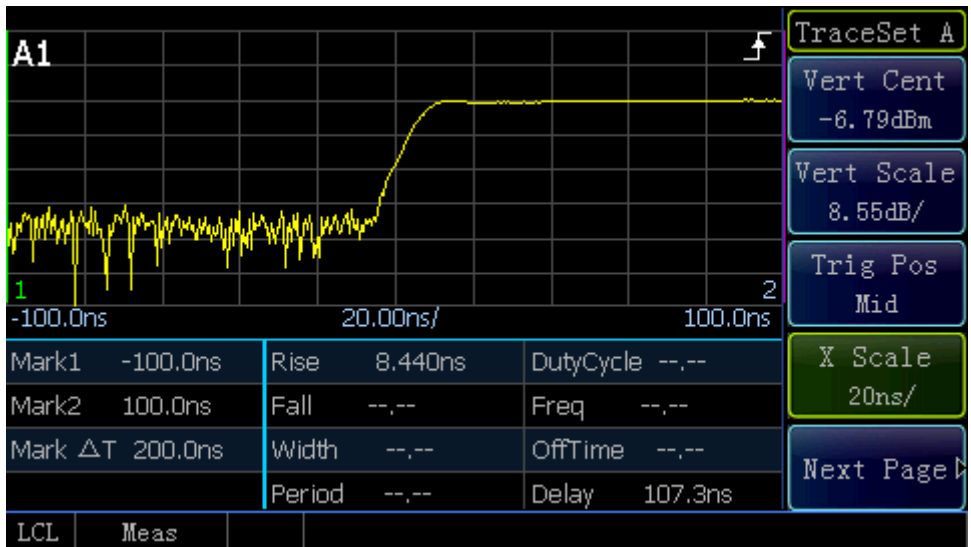 A1
TraceSet A
Vert Cent
-6.79dBm
Vert Scale
8.55dB/
Trig Pos
Mid
1
2
-100.0ns 20.00ns/ 100.0ns
X Scale
20ns/
Mark1 -100.0ns Rise 8.440ns DutyCycle --.--
Mark2 100.0ns Fall --.-- Freq --.--
Mark ΔT 200.0ns Width --.-- OffTime --.--
Period --.-- Delay 107.3ns
Next Page
LCL Meas